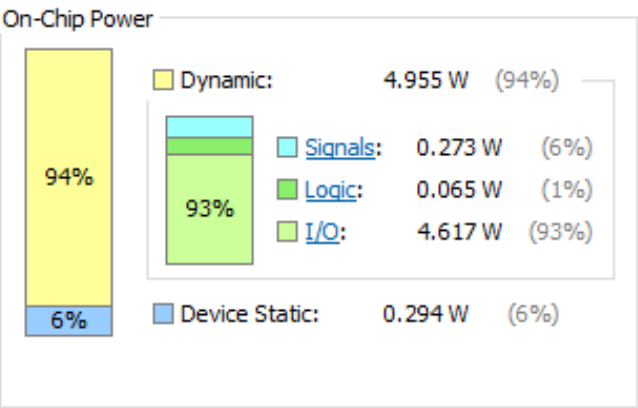 On-Chip Power
Dynamic: 4.955 W (94%)
94%
Signals: 0.273 W (6%)
Logic: 0.065 W (1%)
93%
I/O: 4.617 W (93%)
6%
Device Static: 0.294 W (6%)